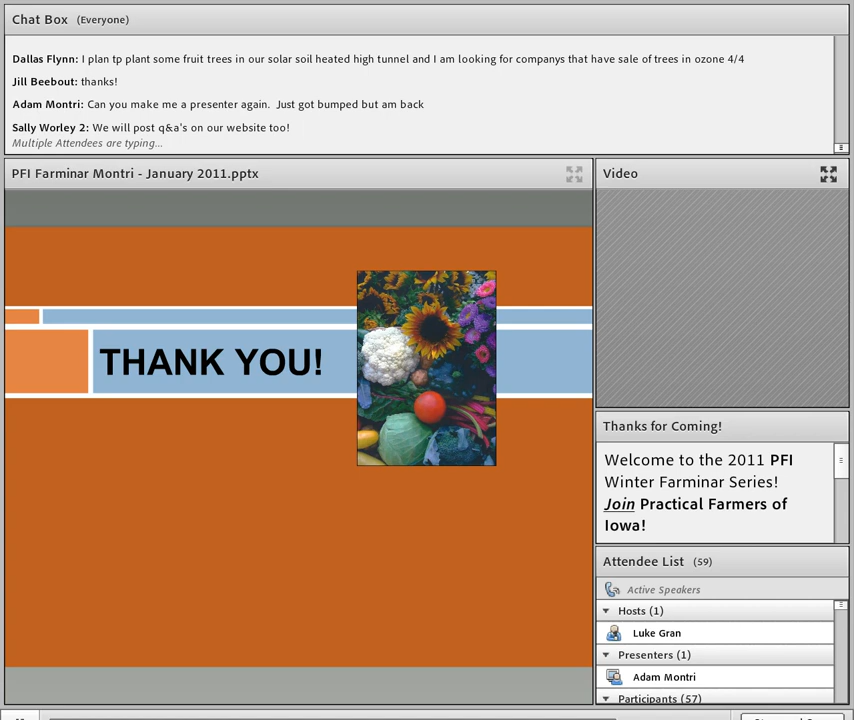 Chat Box (Everyone)
Dallas Flynn: I plan tp plant some fruit trees in our solar soil heated high tunnel and I am looking for companys that have sale of trees in ozone 4/4
Jill Beebout: thanks!
Adam Montri: Can you make me a presenter again. Just got bumped but am back
Sally Worley 2: We will post q&a's on our website too!
Multiple Attendees are typing...
PFI Farminar Montri - January 2011.pptx
THANK YOU!
Video
Thanks for Coming!
Welcome to the 2011 PFI
Winter Farminar Series!
Join Practical Farmers of
Iowa!
Attendee List (59)
Active Speakers
Hosts (1)
Luke Gran
Presenters (1)
Adam Montri
Participants (57)